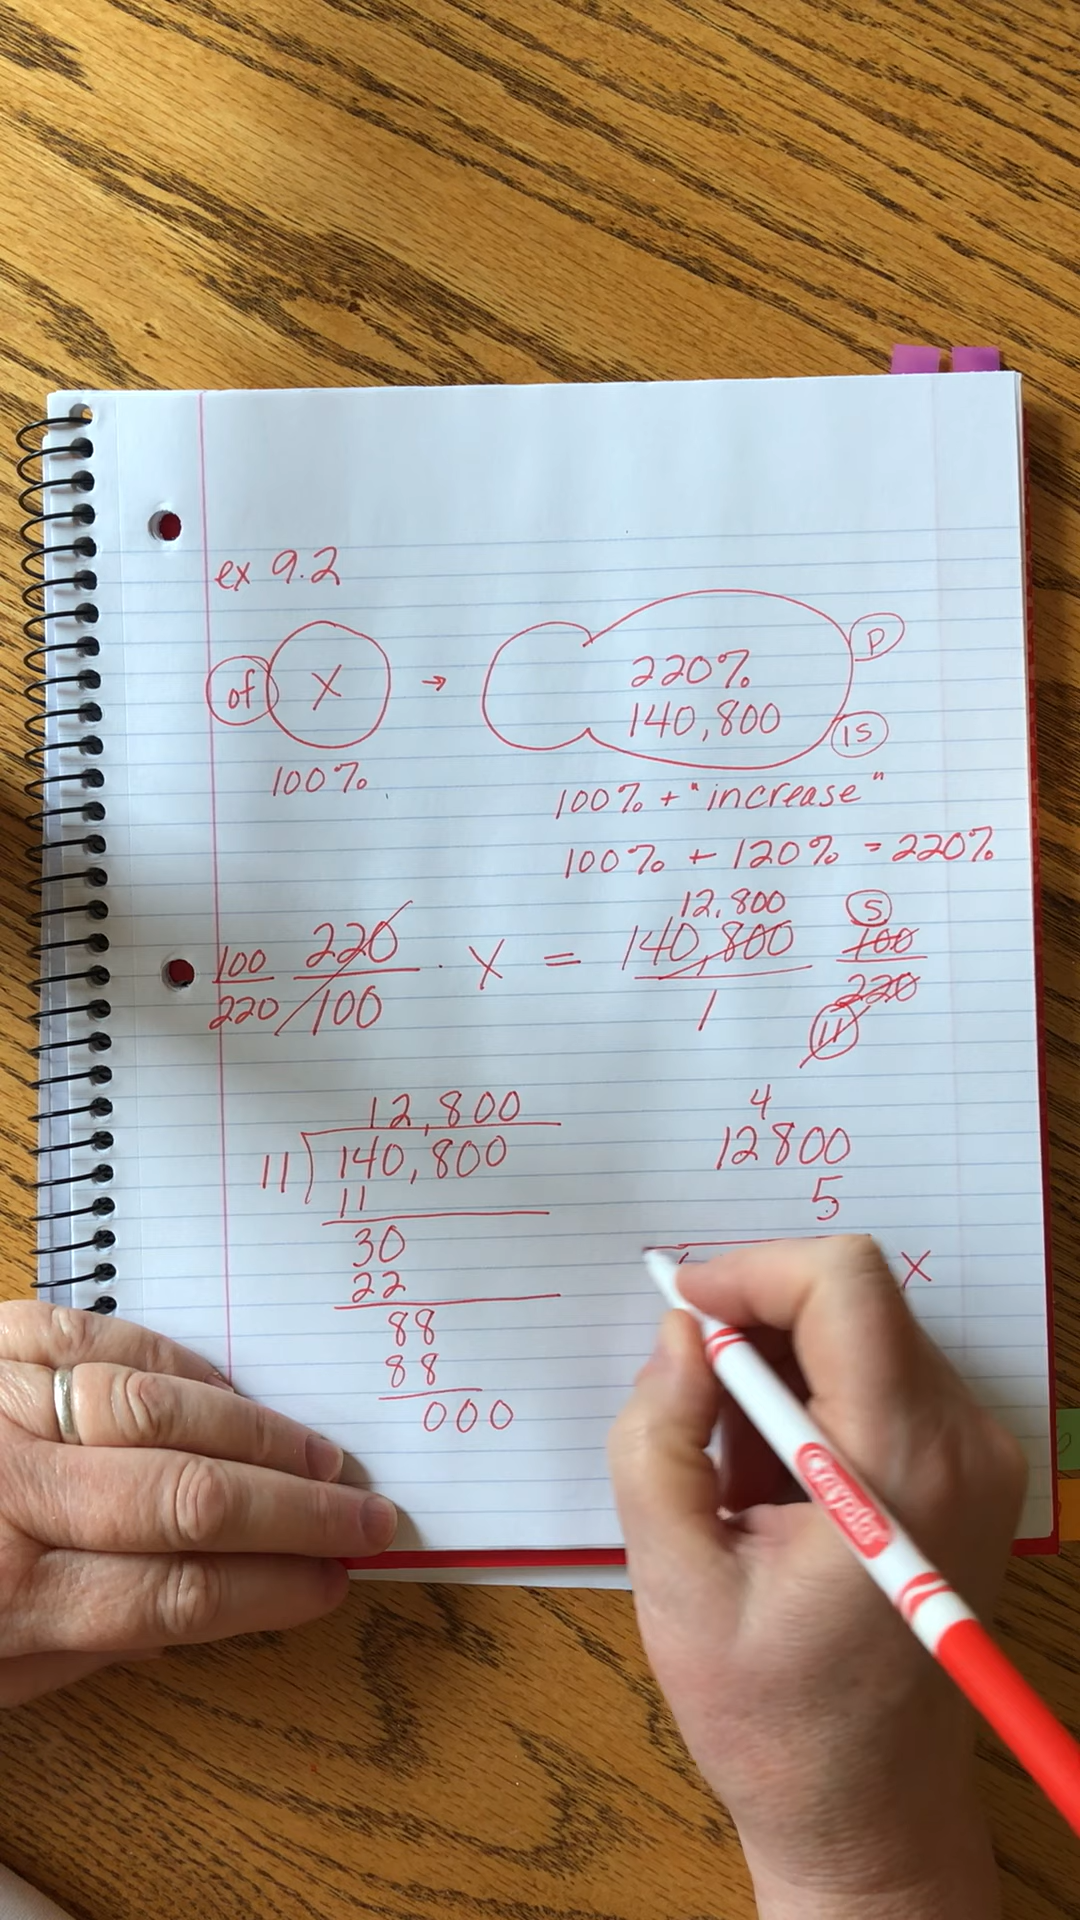 ex 9.2
of X → 220% P
140,800 IS
100%
100% + "increase"
100% + 120% = 220%
12,800 5
100 220 140,800 100
220 100 · X = 1 220
11
12,800
11 140,800
11
30
22
88
88
000
4
12800
5
X
Crayola